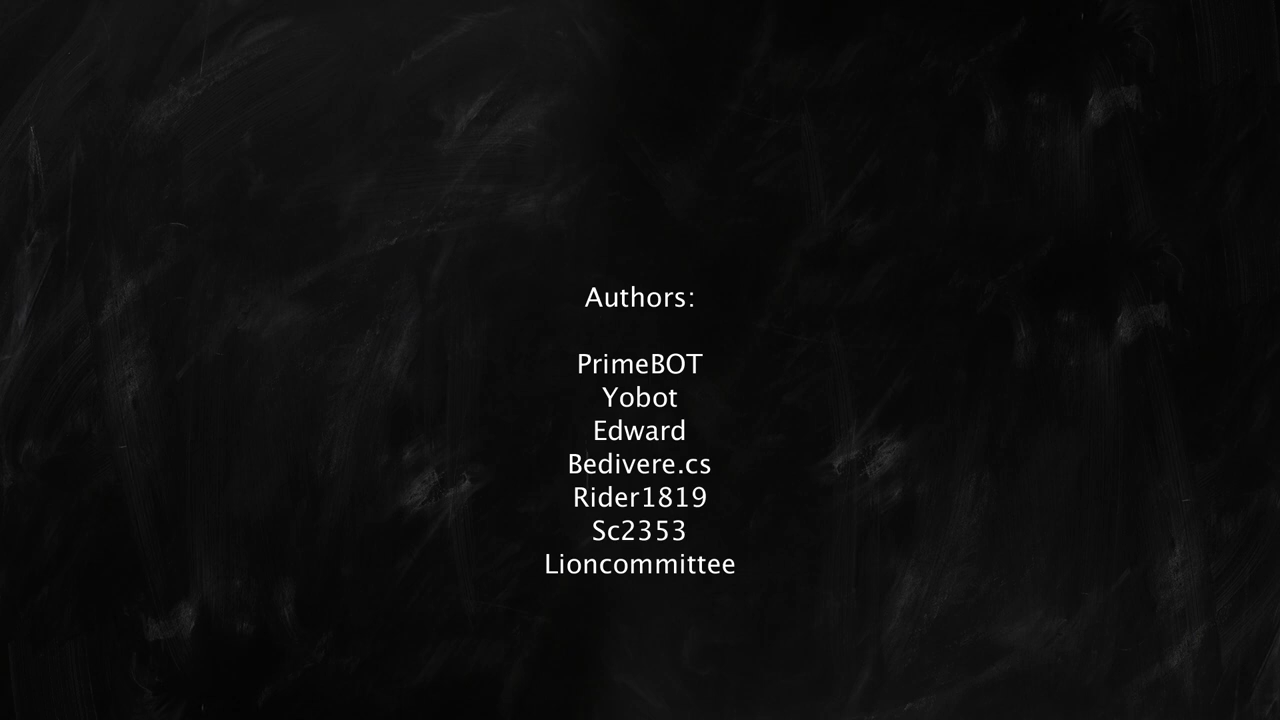 Authors:
PrimeBOT
Yobot
Edward
Bedivere.cs
Rider1819
Sc2353
Lioncommittee